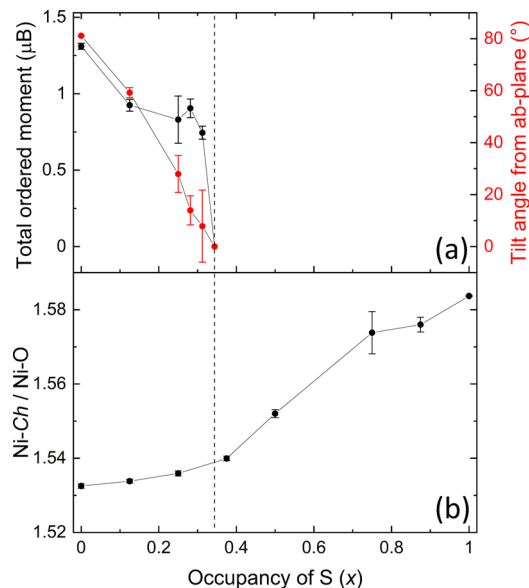 Total ordered moment (μB)
1.5
1
0.5
0
80
60
40
20
0
Tilt angle from ab-plane (°)
(a)
Ni-Ch / Ni-O
1.58
1.56
1.54
1.52
(b)
0.0 0.2 0.4 0.6 0.8 1.0
Occupancy of S (x)